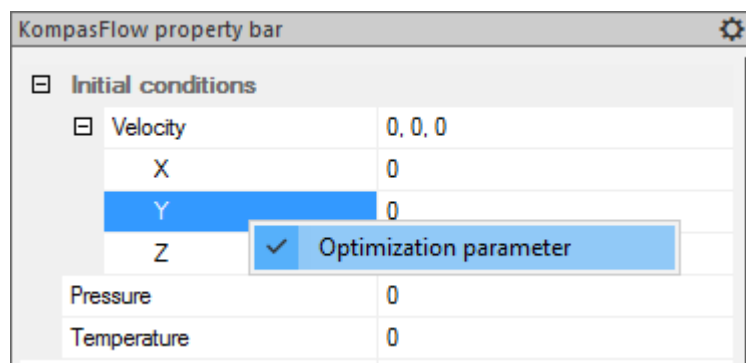 KompasFlow property bar
Initial conditions
Velocity 0, 0, 0
X 0
Y 0
Z Optimization parameter
Pressure 0
Temperature 0